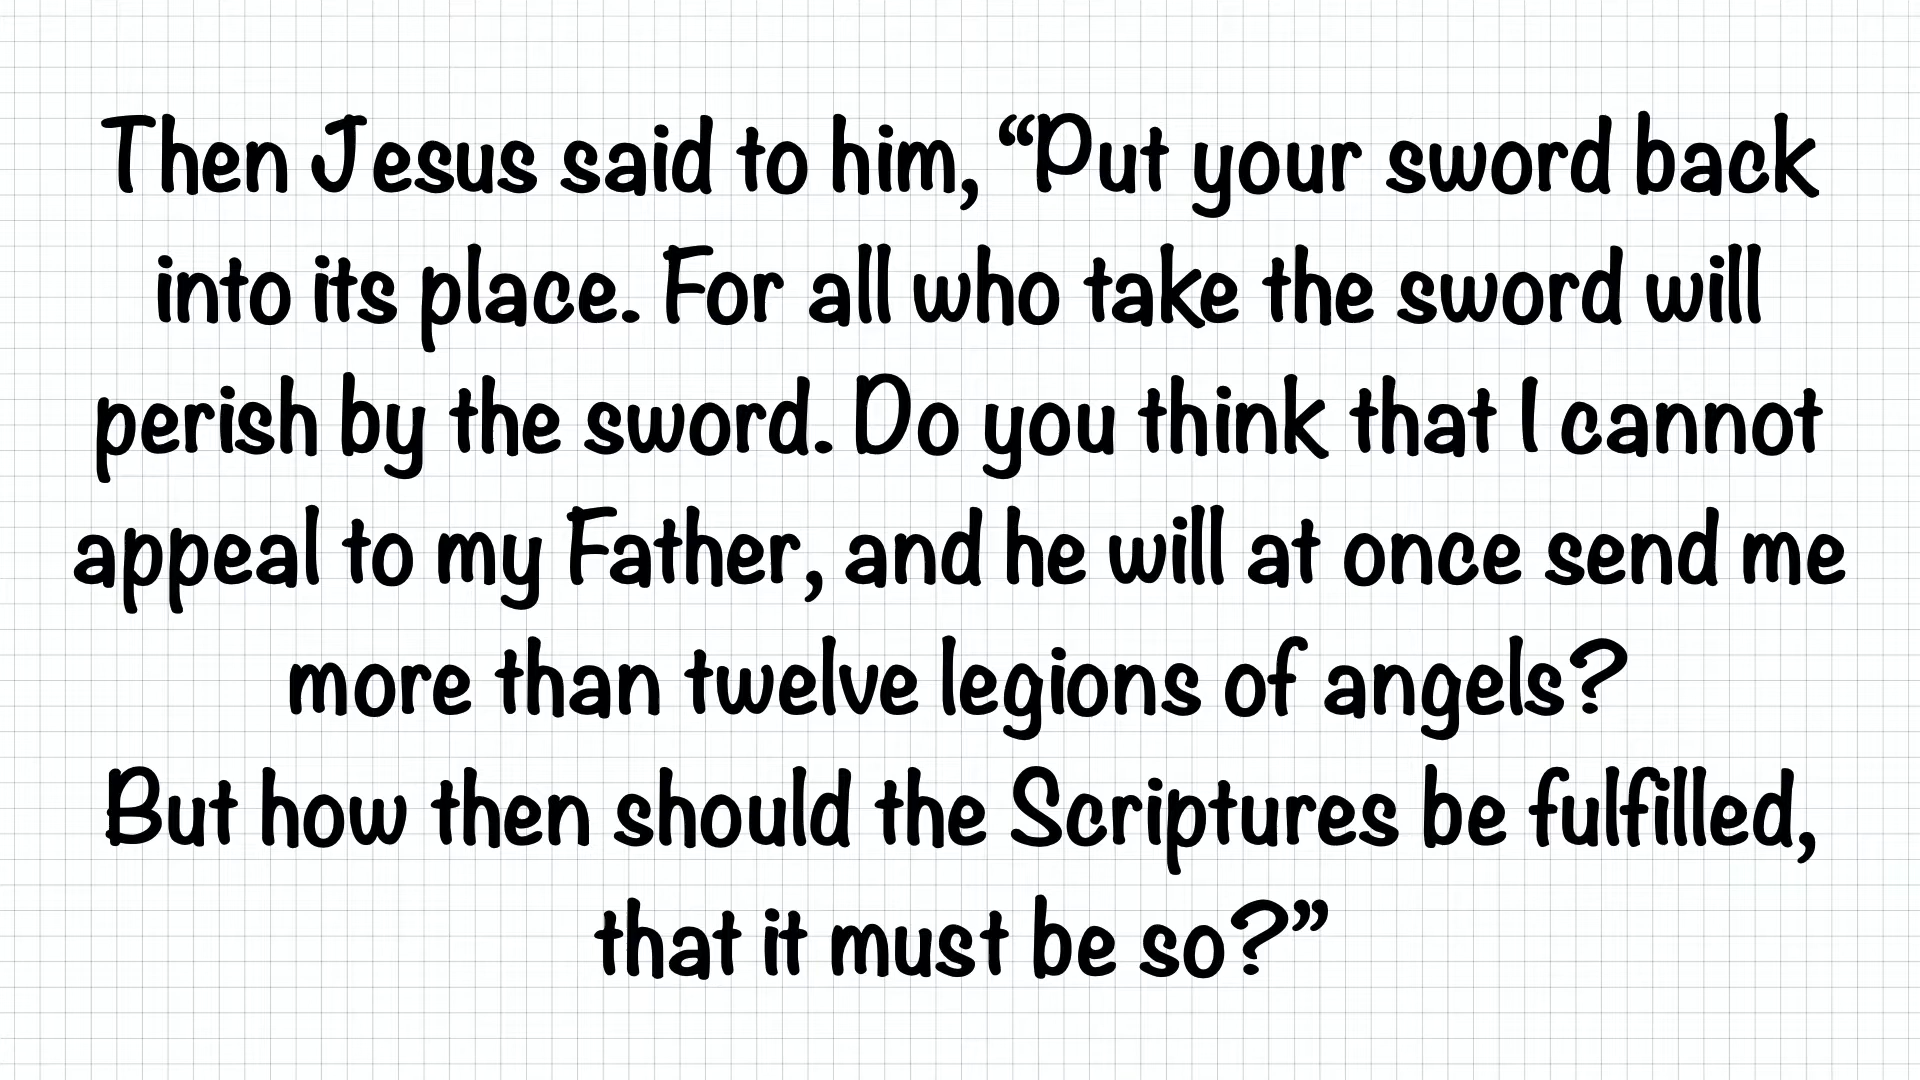 Then Jesus said to him, “Put your sword back
into its place. For all who take the sword will
perish by the sword. Do you think that I cannot
appeal to my Father, and he will at once send me
more than twelve legions of angels?
But how then should the Scriptures be fulfilled,
that it must be so?”